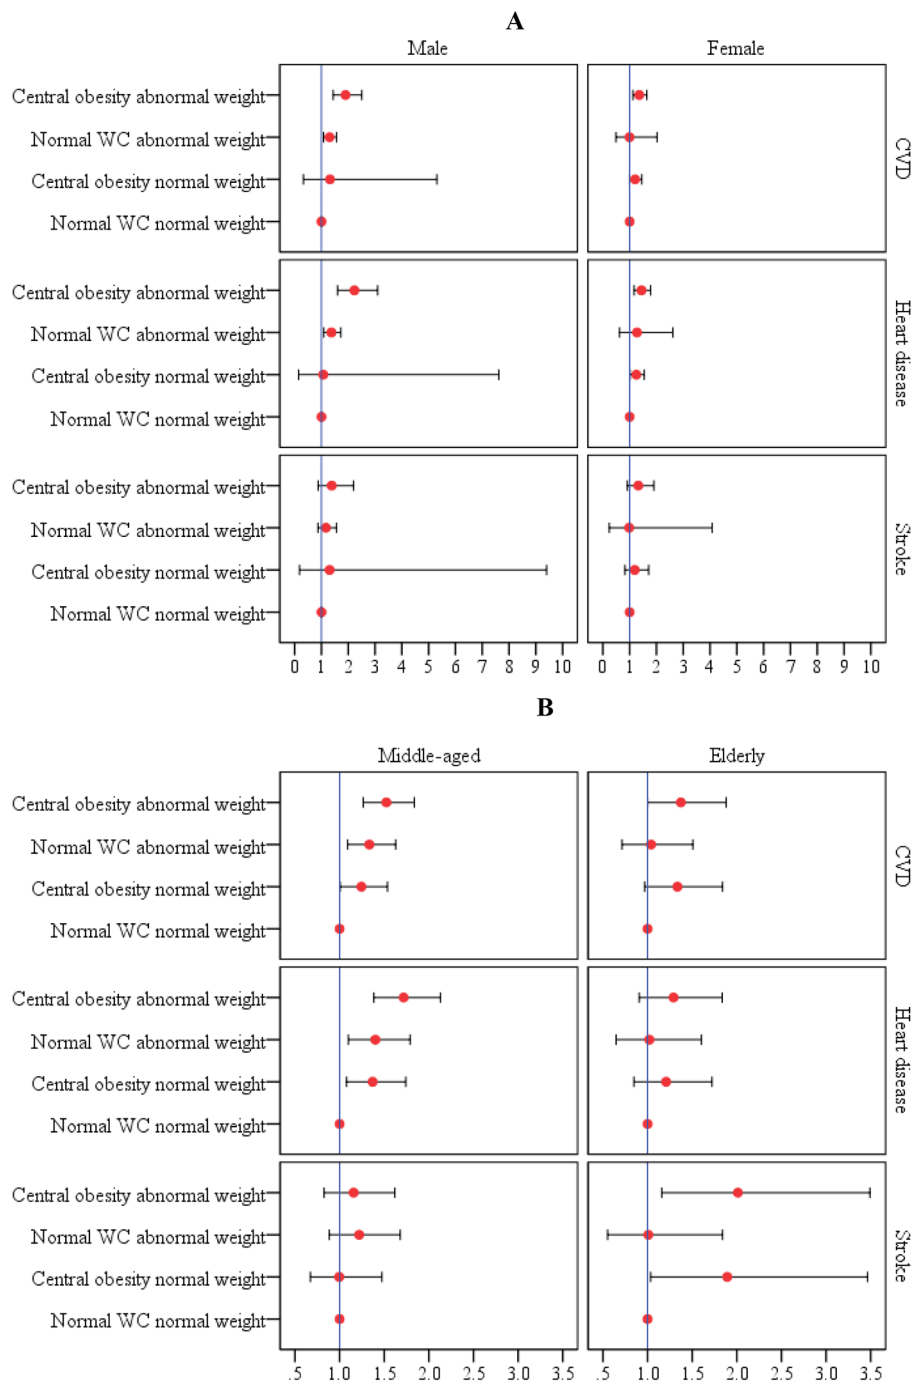 A
Male Female
Central obesity abnormal weight
Normal WC abnormal weight
Central obesity normal weight
Normal WC normal weight
CVD
Central obesity abnormal weight
Normal WC abnormal weight
Central obesity normal weight
Normal WC normal weight
Heart disease
Central obesity abnormal weight
Normal WC abnormal weight
Central obesity normal weight
Normal WC normal weight
Stroke
0 1 2 3 4 5 6 7 8 9 10 0 1 2 3 4 5 6 7 8 9 10
B
Middle-aged Elderly
Central obesity abnormal weight
Normal WC abnormal weight
Central obesity normal weight
Normal WC normal weight
CVD
Central obesity abnormal weight
Normal WC abnormal weight
Central obesity normal weight
Normal WC normal weight
Heart disease
Central obesity abnormal weight
Normal WC abnormal weight
Central obesity normal weight
Normal WC normal weight
Stroke
.5 1.0 1.5 2.0 2.5 3.0 3.5 .5 1.0 1.5 2.0 2.5 3.0 3.5